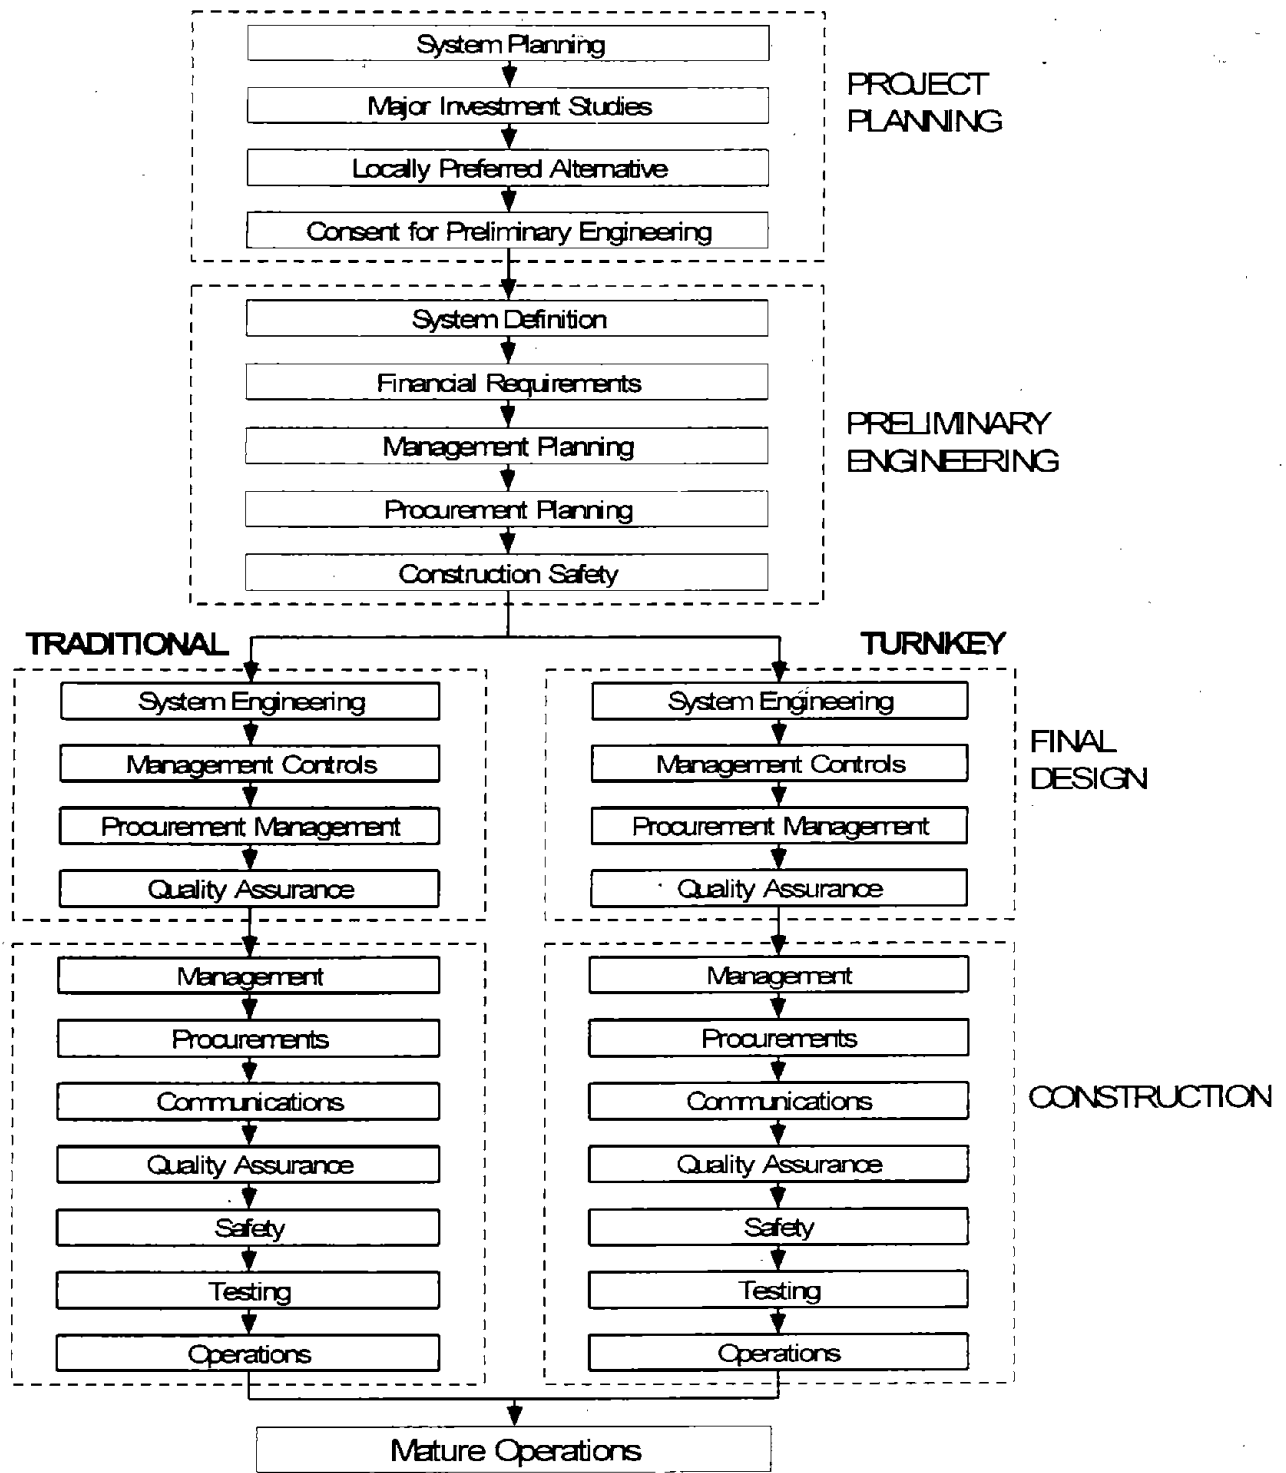 System Planning
Major Investment Studies
PROJECT
PLANNING
Locally Preferred Alternative
Consent for Preliminary Engineering
System Definition
Financial Requirements
Management Planning
PRELIMINARY
ENGINEERING
Procurement Planning
Construction Safety
TRADITIONAL
TURNKEY
System Engineering
System Engineering
Management Controls
Management Controls
FINAL
DESIGN
Procurement Management
Procurement Management
Quality Assurance
Quality Assurance
Management
Management
Procurements
Procurements
Communications
Communications
CONSTRUCTION
Quality Assurance
Quality Assurance
Safety
Safety
Testing
Testing
Operations
Operations
Mature Operations